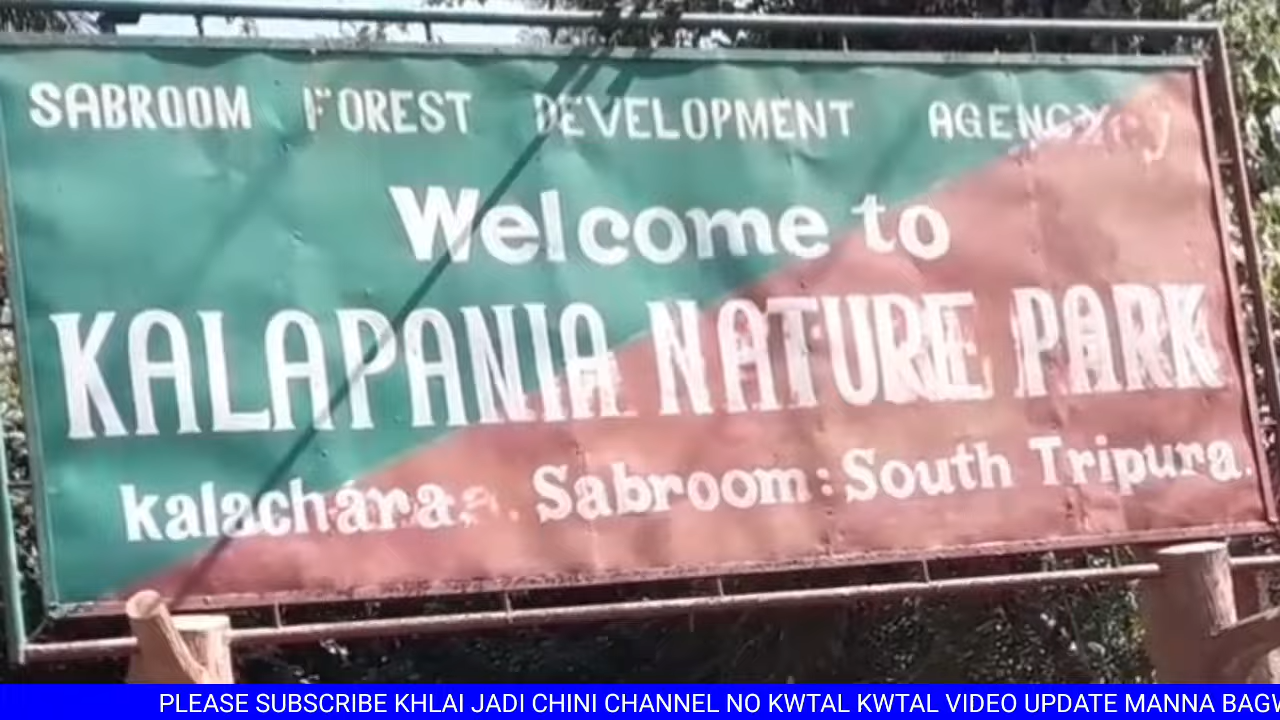 SABROOM FOREST DEVELOPMENT AGENCY
Welcome to
KALAPANIA NATURE PARK
kalachara. Sabroom:South Tripura.
PLEASE SUBSCRIBE KHLAI JADI CHINI CHANNEL NO KWTAL KWTAL VIDEO UPDATE MANNA